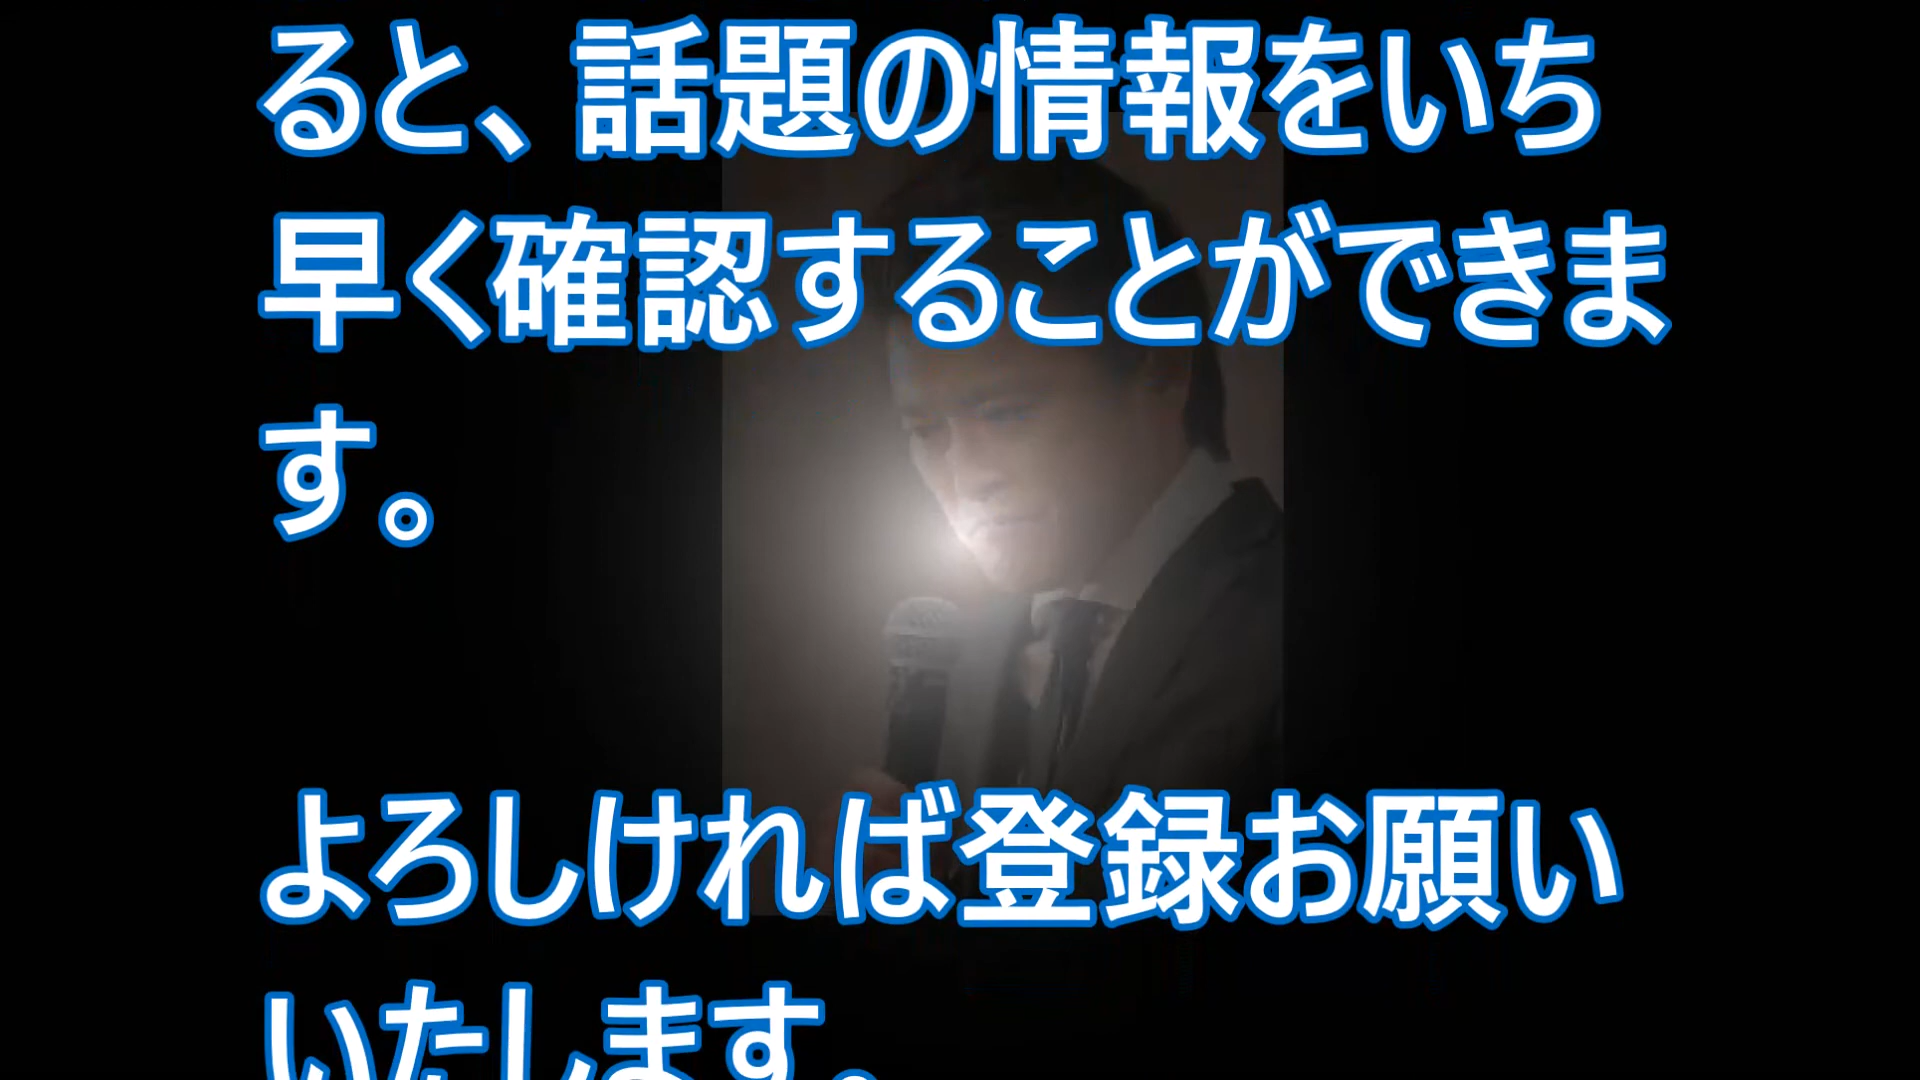 ると、話題の情報をいち
早く確認することができま
す。
よろしければ登録お願い
いたします。